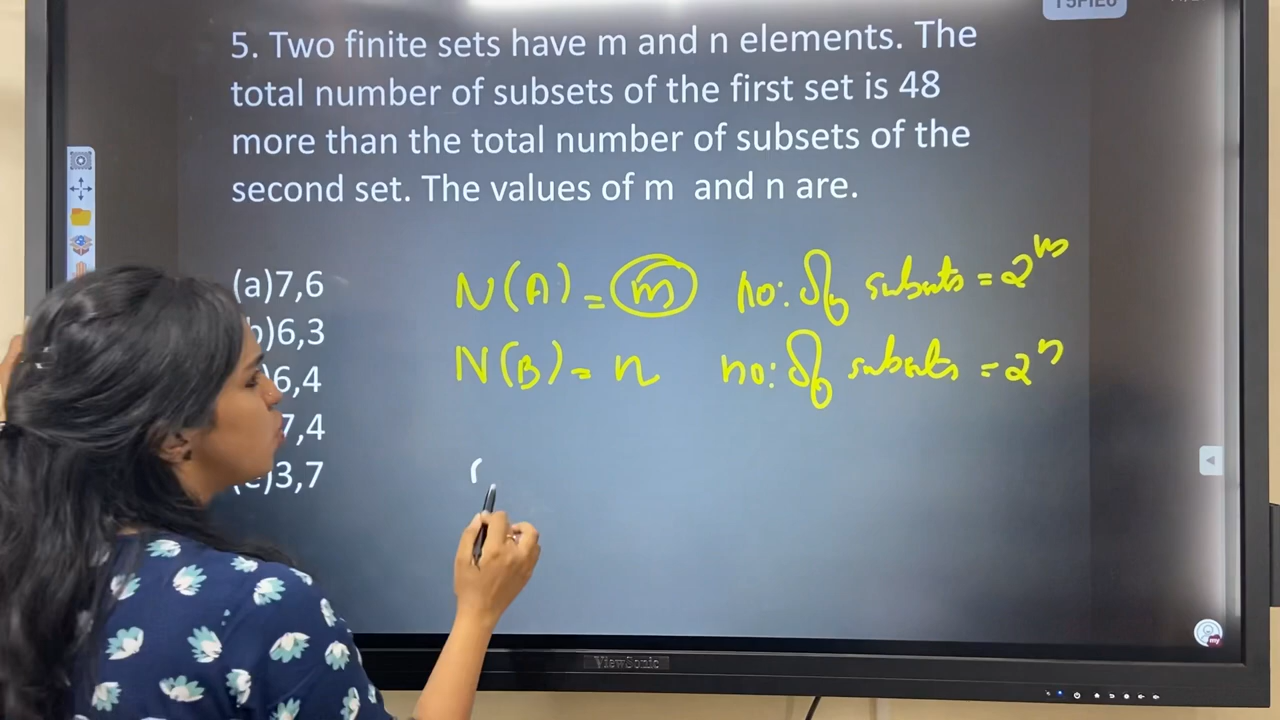 5. Two finite sets have m and n elements. The
total number of subsets of the first set is 48
more than the total number of subsets of the
second set. The values of m and n are.
(a)7,6
b)6,3
)6,4
7,4
(e)3,7
N(A) = m no: of subsets = 2^m
N(B) = n no: of subsets = 2^n
ViewSonic